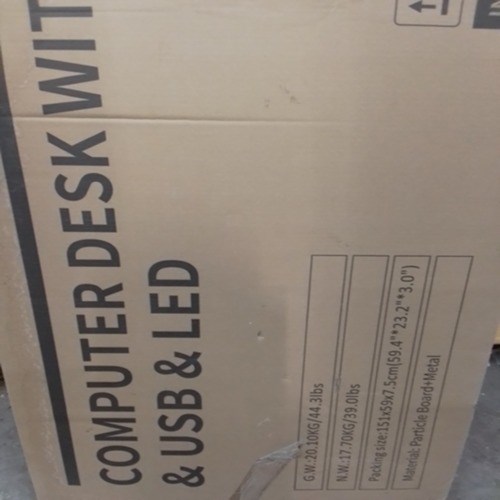 COMPUTER DESK WIT
& USB & LED
G.W.:20.10KG/44.3lbs
N.W.:17.70KG/39.0lbs
Packing size:151x59x7.5cm(59.4"*23.2"*3.0")
Material: Particle Board+Metal